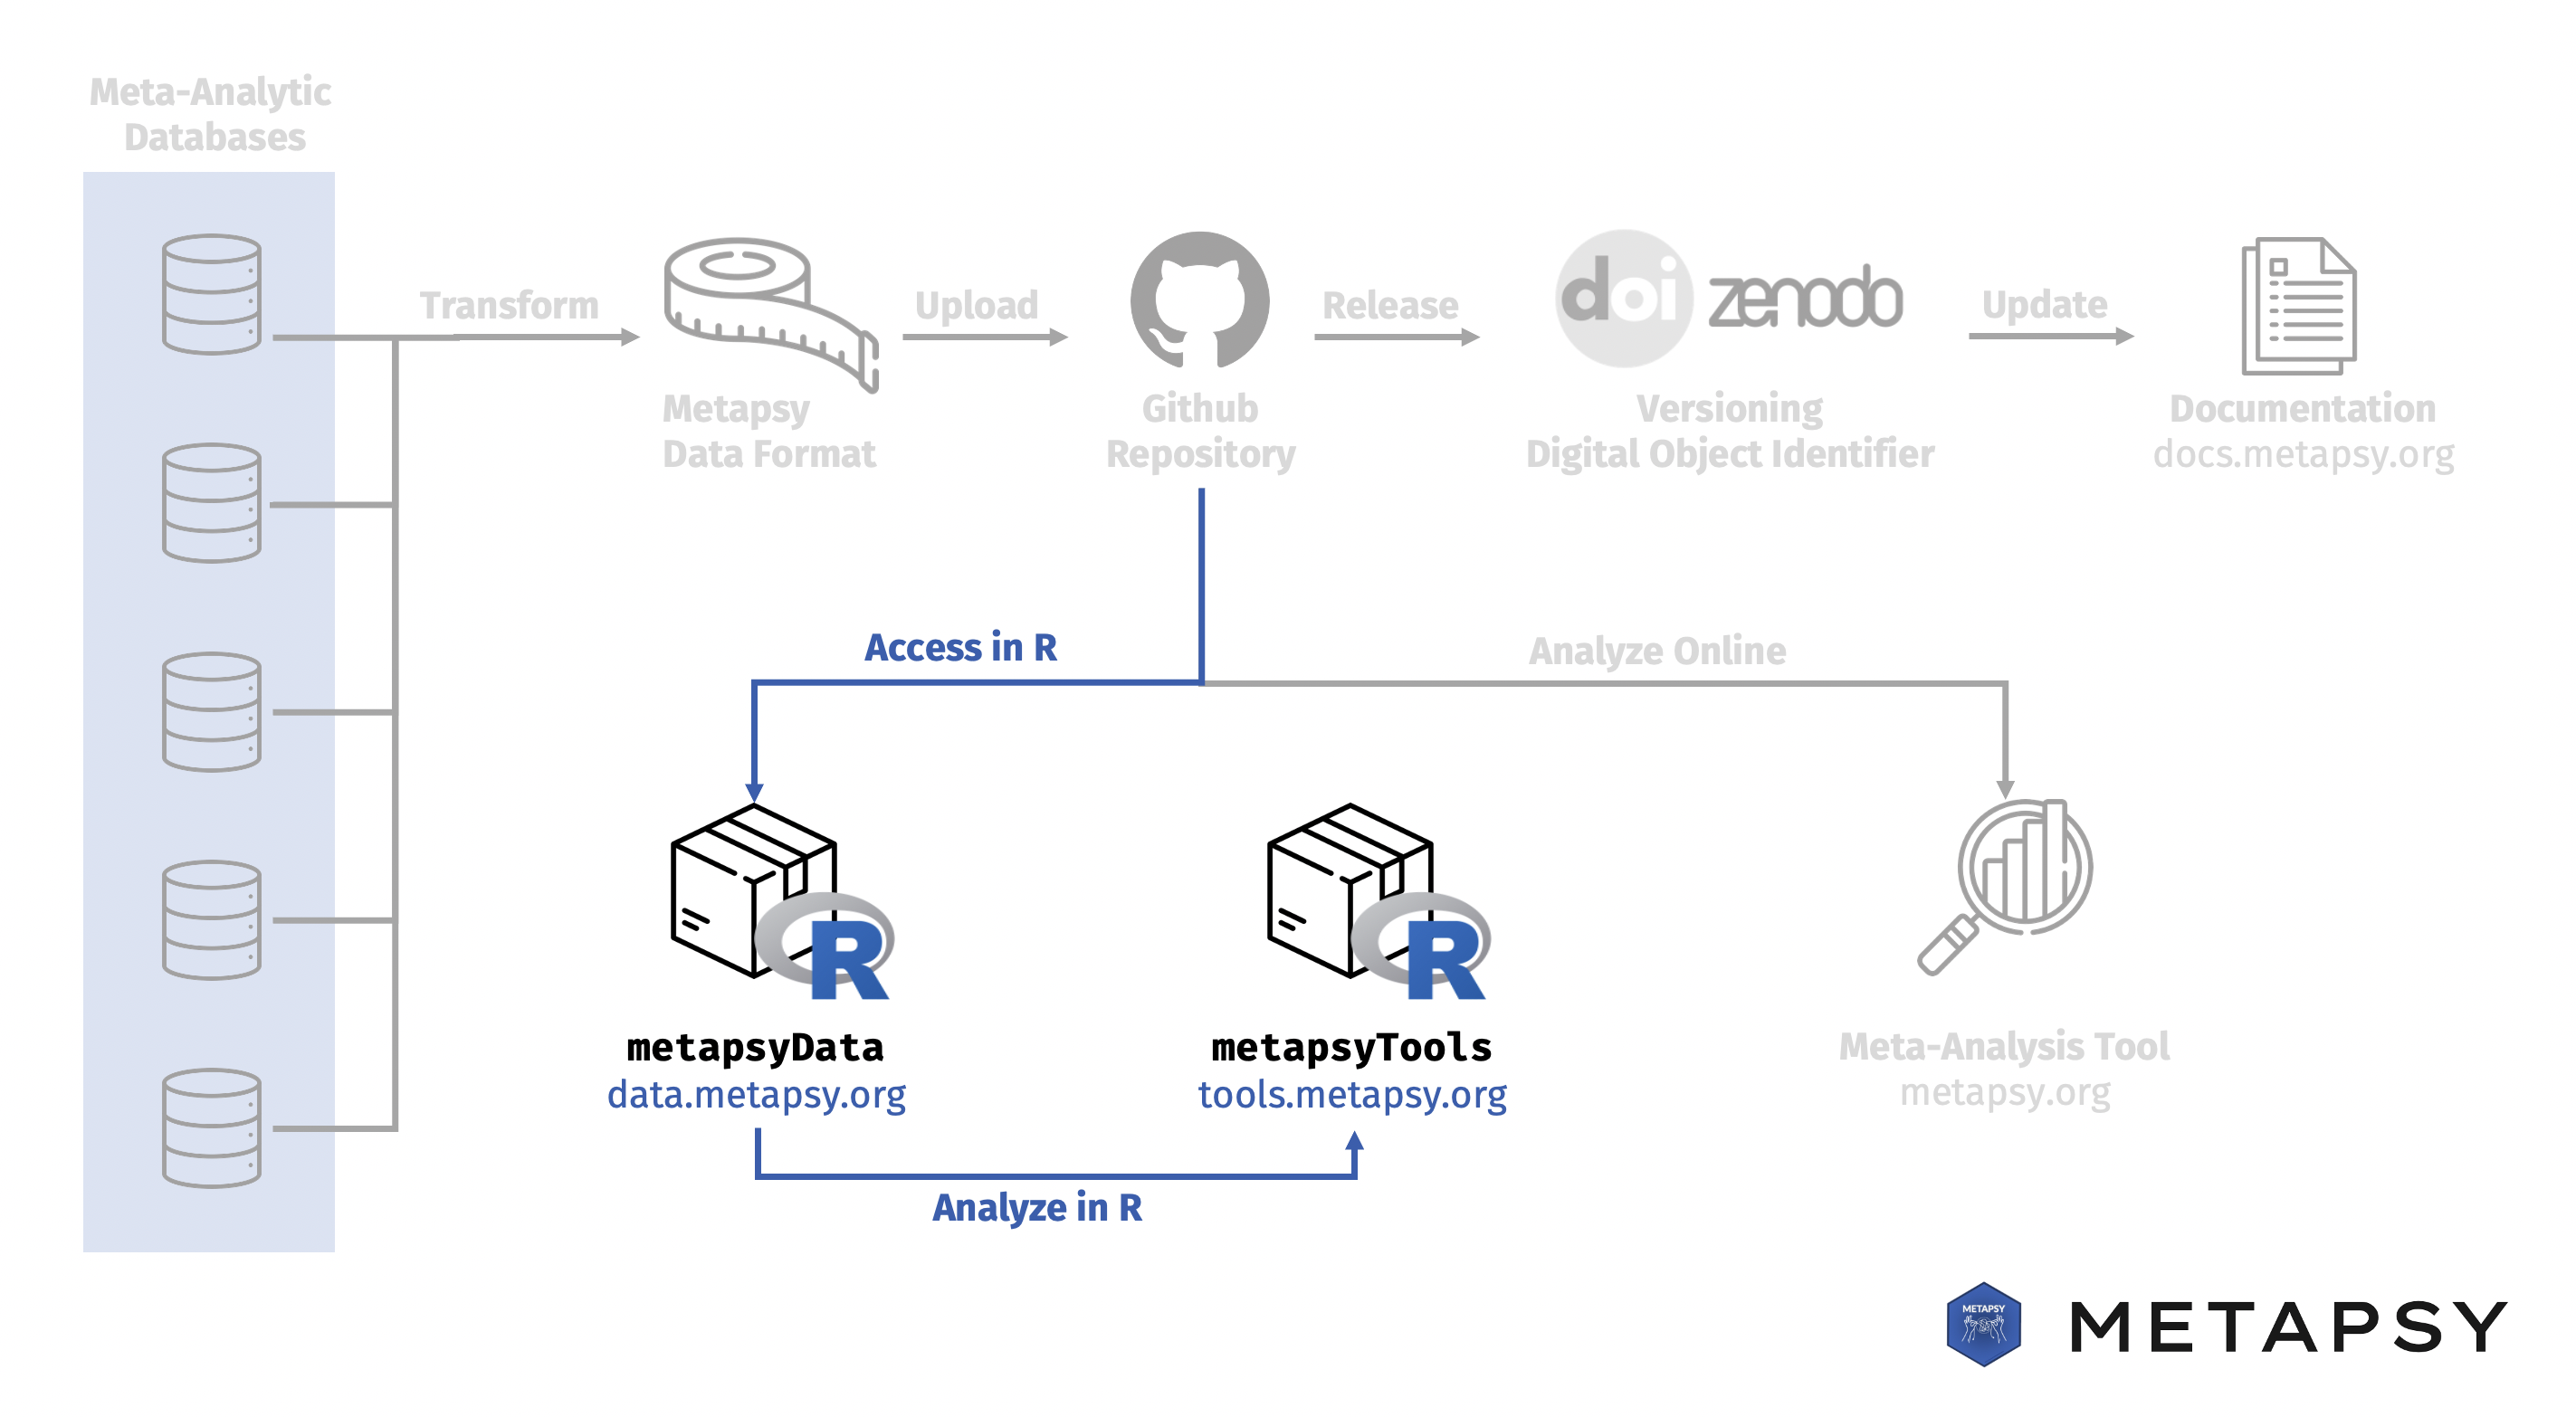 Meta-Analytic
Databases
Transform
Upload
Release
Update
doi
zenodo
Metapsy
Data Format
Github
Repository
Versioning
Digital Object Identifier
Documentation
docs.metapsy.org
Access in R
Analyze Online
R
R
metapsyData
data.metapsy.org
metapsyTools
tools.metapsy.org
Meta-Analysis Tool
metapsy.org
Analyze in R
METAPSY
METAPSY